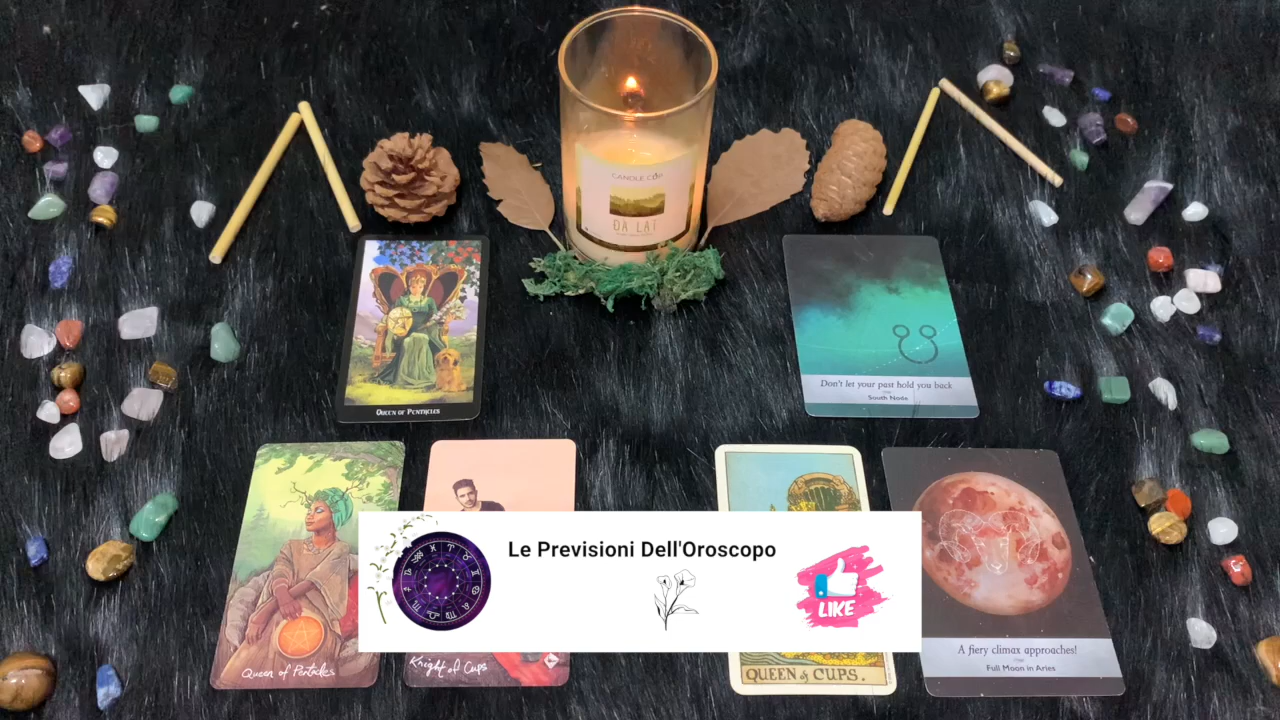 CANDLE CUP
ĐÀ LẠT
QUEEN OF PENTACLES
Don't let your past hold you back
South Node
Le Previsioni Dell'Oroscopo
LIKE
Queen of Pentacles
Knight of Cups
QUEEN of CUPS.
A fiery climax approaches!
Full Moon in Aries